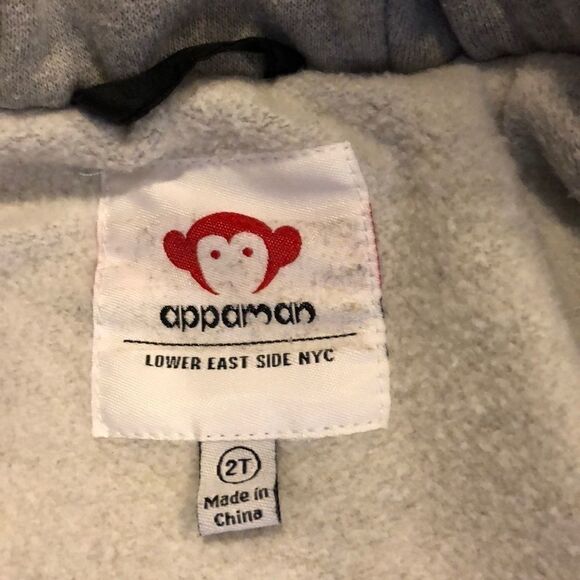 appaman
LOWER EAST SIDE NYC
2T
Made in
China